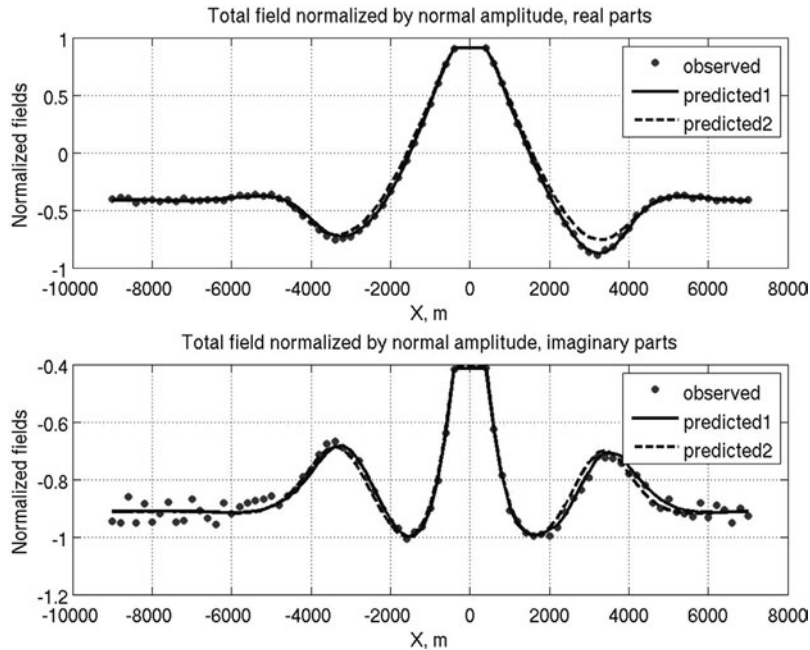 Total field normalized by normal amplitude, real parts
1
0.5
0
-0.5
-1
Normalized fields
observed
predicted1
predicted2
-10000 -8000 -6000 -4000 -2000 0 2000 4000 6000 8000
X, m
Total field normalized by normal amplitude, imaginary parts
-0.4
-0.6
-0.8
-1
-1.2
Normalized fields
observed
predicted1
predicted2
-10000 -8000 -6000 -4000 -2000 0 2000 4000 6000 8000
X, m